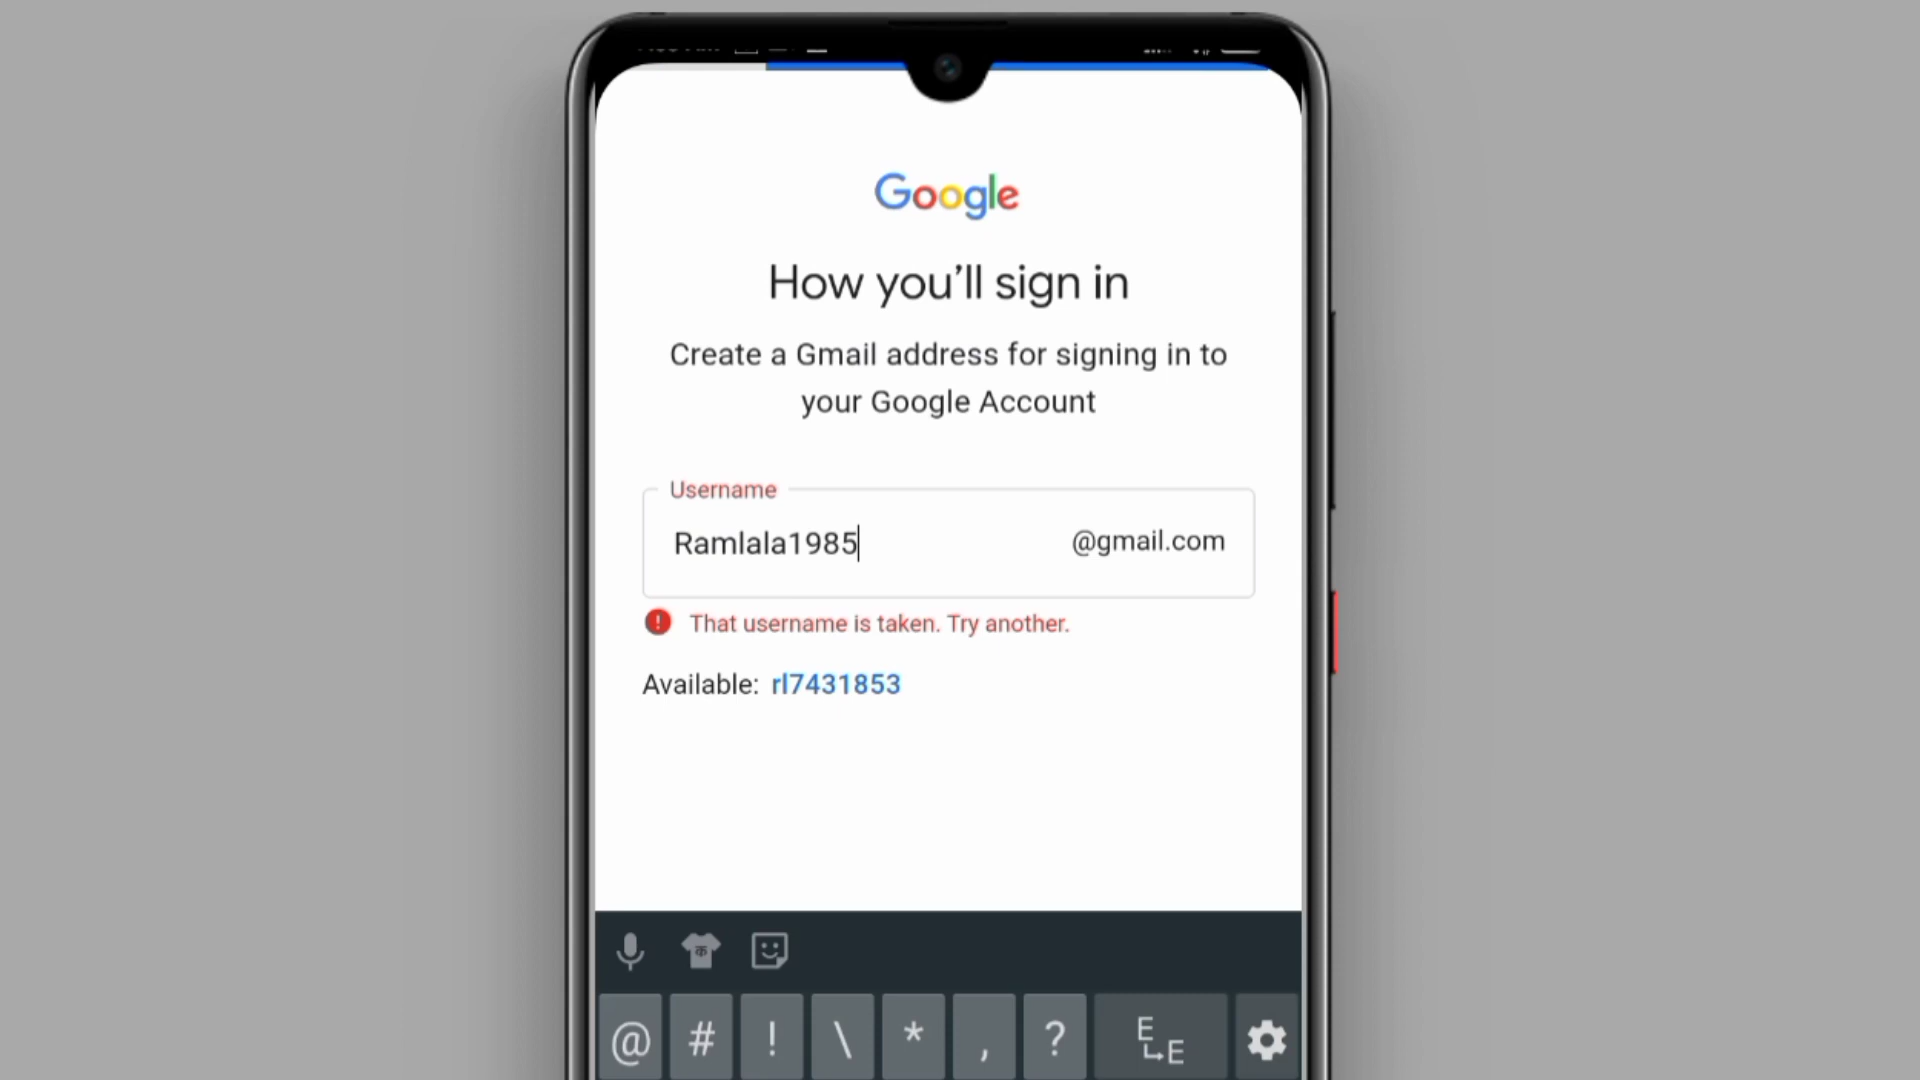 Google
How you'll sign in
Create a Gmail address for signing in to
your Google Account
Username
Ramlala1985
@gmail.com
! That username is taken. Try another.
Available: rl7431853
क
@ # ! \ * , ? E E